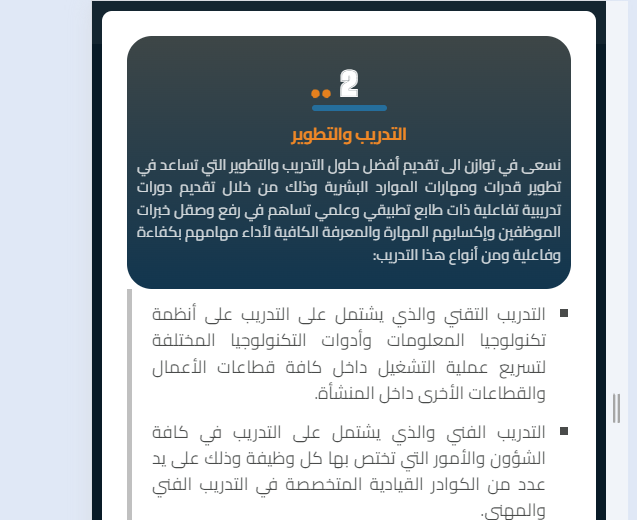 2 ..
التدريب والتطوير
نسعى في توازن الى تقديم أفضل حلول التدريب والتطوير التي تساعد في
تطوير قدرات ومهارات الموارد البشرية وذلك من خلال تقديم دورات
تدريبية تفاعلية ذات طابع تطبيقي وعلمي تساهم في رفع وصقل خبرات
الموظفين وإكسابهم المهارة والمعرفة الكافية لأداء مهامهم بكفاءة
وفاعلية ومن أنواع هذا التدريب:
التدريب التقني والذي يشتمل على التدريب على أنظمة
تكنولوجيا المعلومات وأدوات التكنولوجيا المختلفة
لتسريع عملية التشغيل داخل كافة قطاعات الأعمال
والقطاعات الأخرى داخل المنشأة.
التدريب الفني والذي يشتمل على التدريب في كافة
الشؤون والأمور التي تختص بها كل وظيفة وذلك على يد
عدد من الكوادر القيادية المتخصصة في التدريب الفني
والمهني.